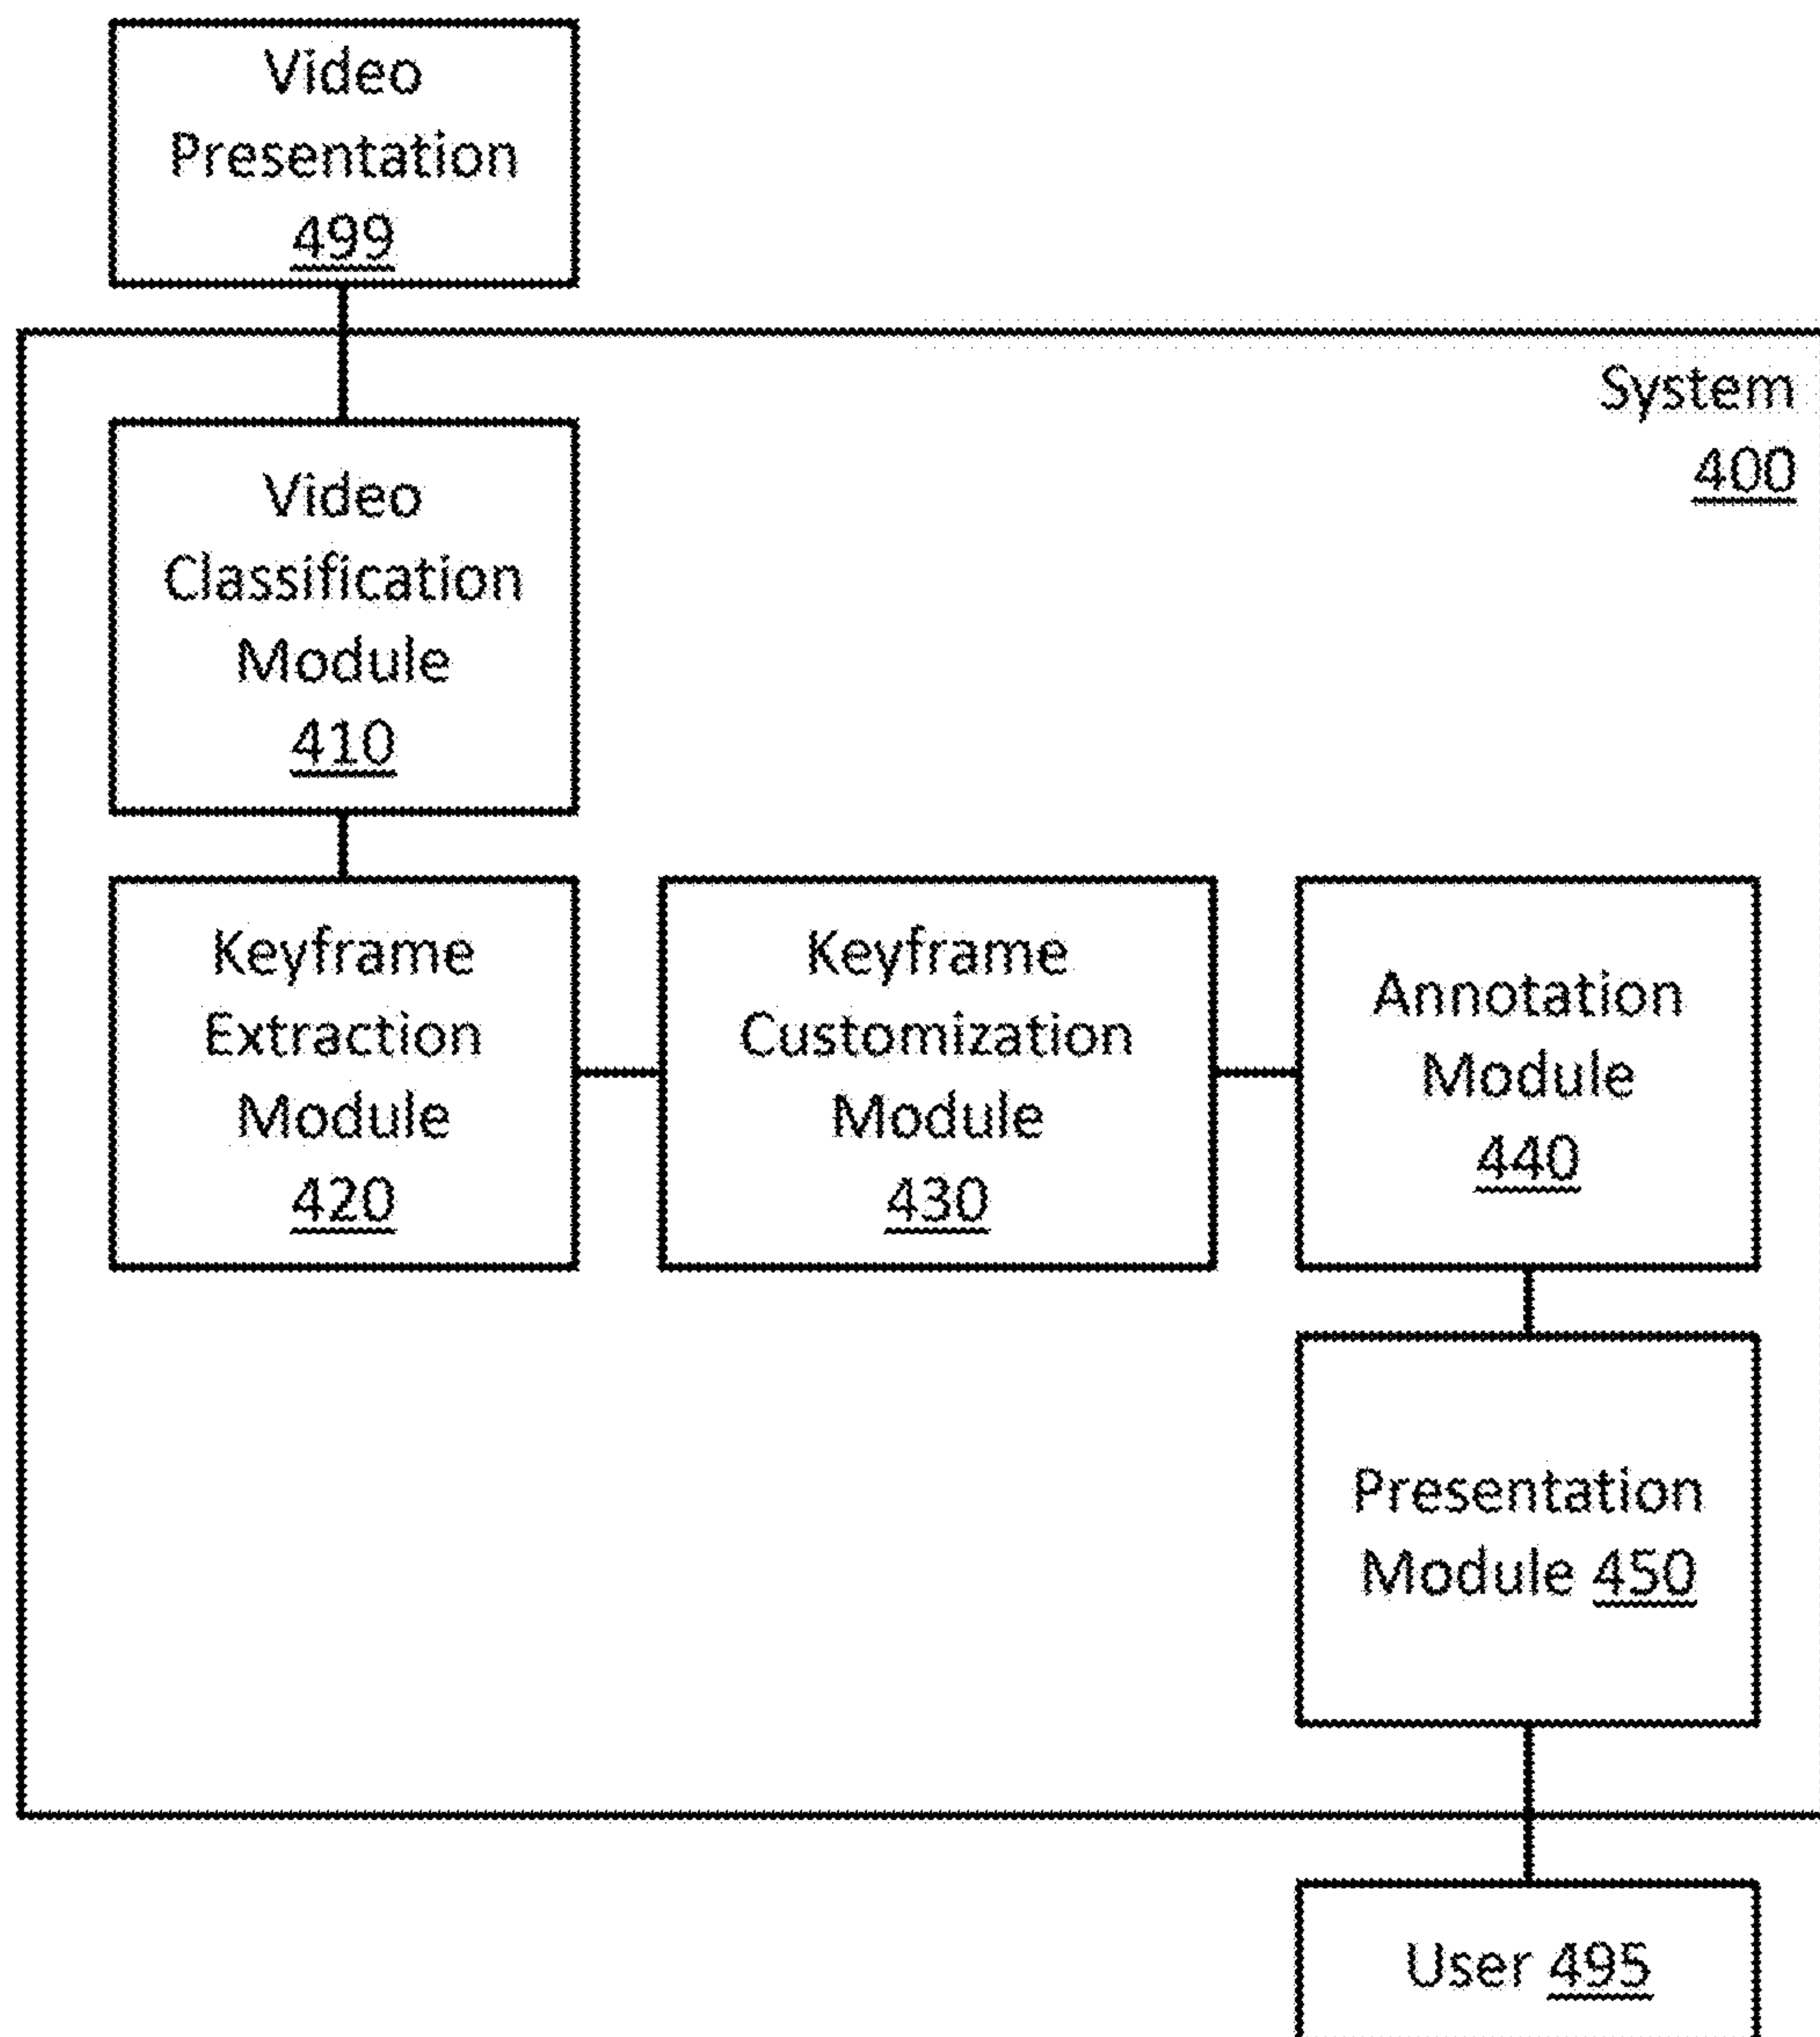 Video
Presentation
499
System
400
Video
Classification
Module
410
Keyframe
Extraction
Module
420
Keyframe
Customization
Module
430
Annotation
Module
440
Presentation
Module 450
User 495